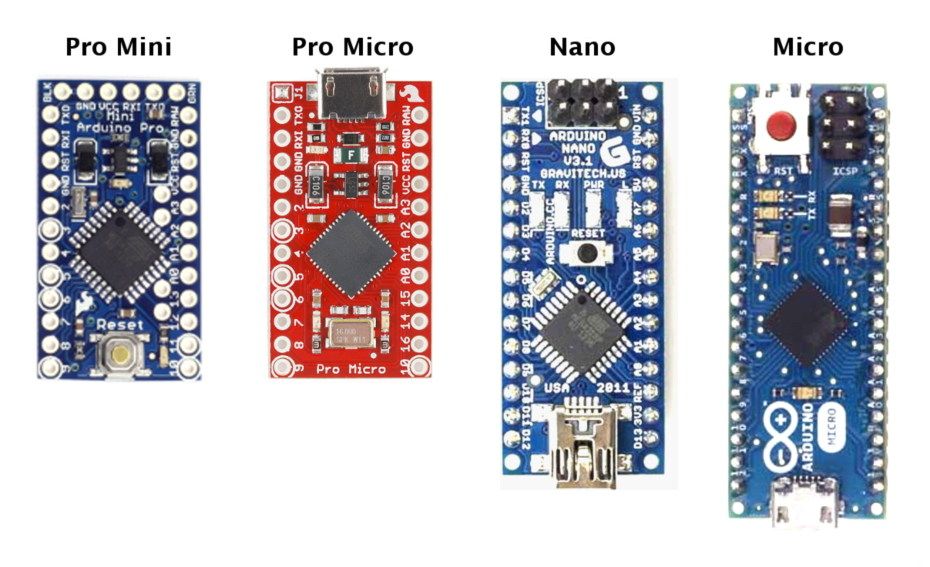 Pro Mini
Pro Micro
Nano
Micro
BLK
GRN
GND VCC RXI TXO
Mini
Arduino Pro
TXO
RXI
RST
GND
2
3
4
5
6
7
8
9
RAW
GND
RST
VCC
A3
A2
A1
A0
13
12
11
10
Reset
J1
TXO
RXI
GND
GND
2
3
4
5
6
7
8
9
RAW
GND
RST
VCC
A3
A2
A1
A0
15
14
16
10
C106
F
C106
16.000
Pro Micro
ICSP
1
ARDUINO
NANO
V3.1
GRAVITECH.US
TX RX PWR L
ARDUINO.CC
RESET
TX1
RX0
RST
GND
D2
D3
D4
D5
D6
D7
D8
D9
D10
D11
D12
VIN
GND
RST
5V
A7
A6
A5
A4
A3
A2
A1
A0
REF
3V3
D13
USA 2011
RST
ICSP
TX RX
ARDUINO
MICRO